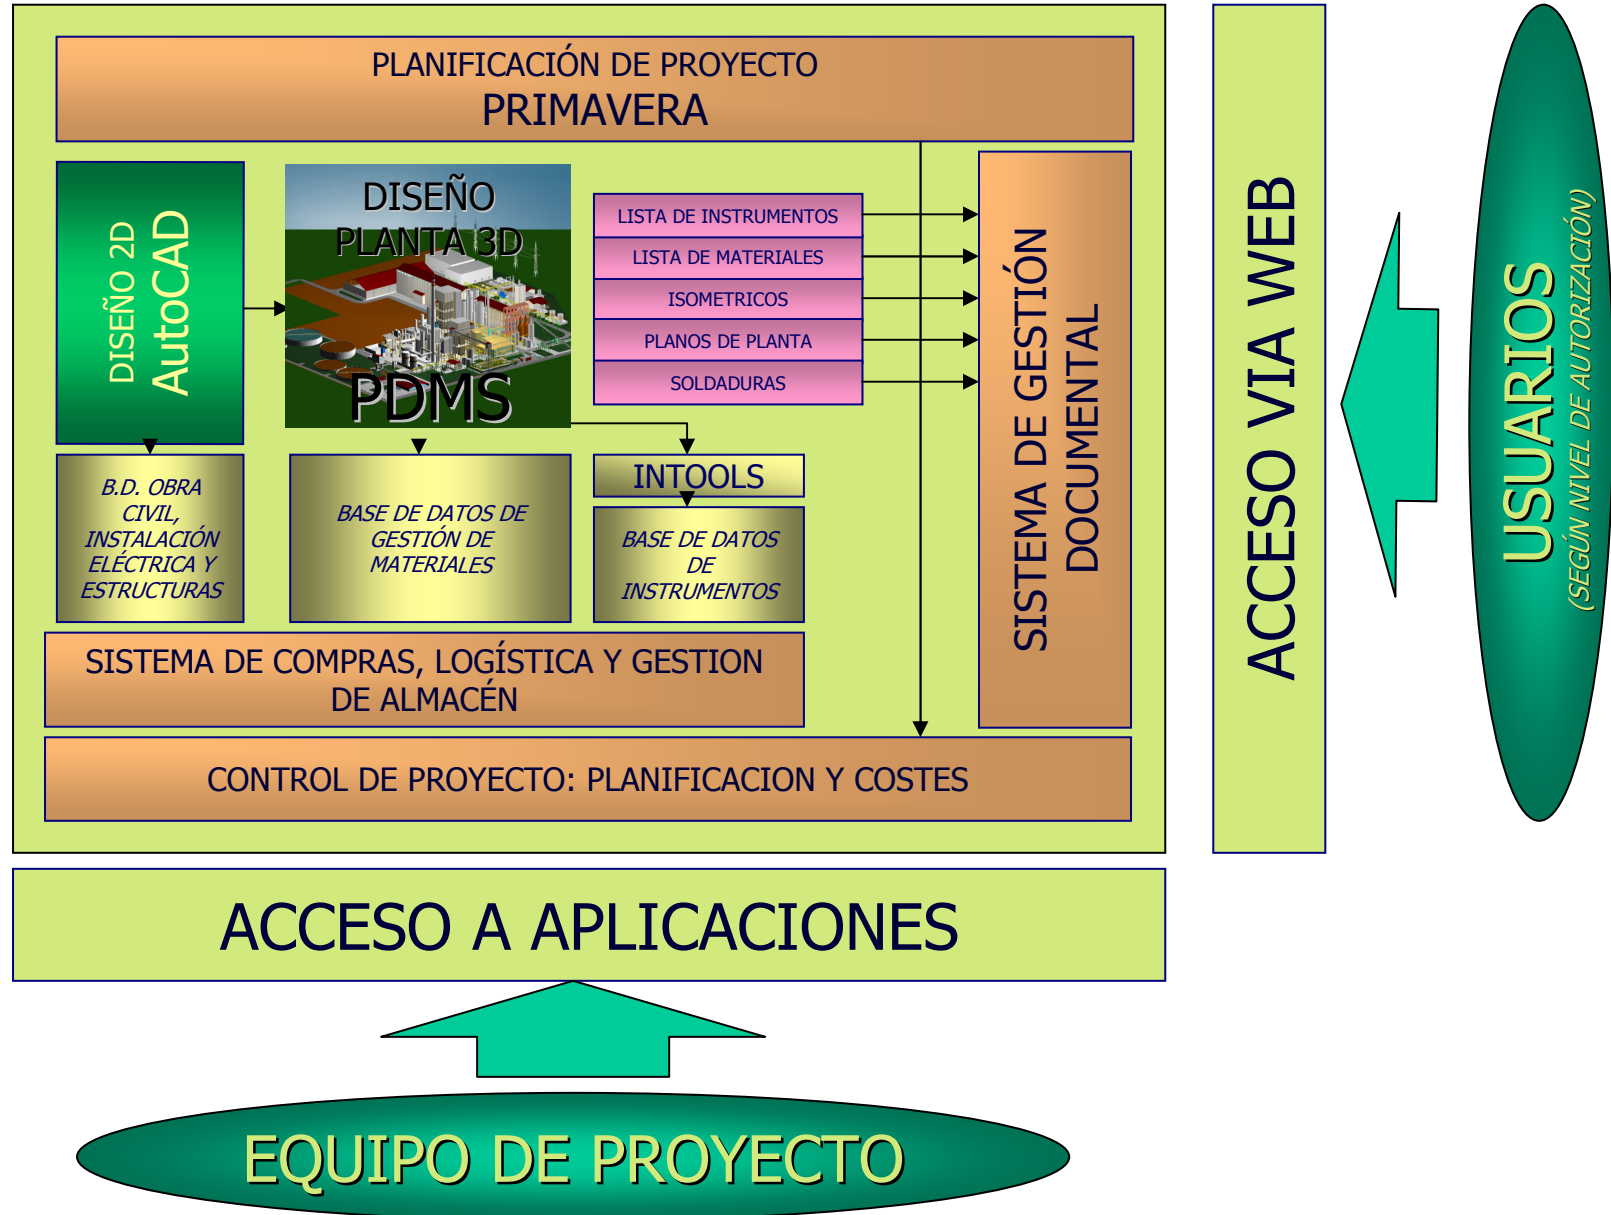 PLANIFICACIÓN DE PROYECTO
PRIMAVERA
DISEÑO 2D
AutoCAD
DISEÑO
PLANTA 3D
PDMS
LISTA DE INSTRUMENTOS
LISTA DE MATERIALES
ISOMETRICOS
PLANOS DE PLANTA
SOLDADURAS
SISTEMA DE GESTIÓN
DOCUMENTAL
B.D. OBRA
CIVIL,
INSTALACIÓN
ELÉCTRICA Y
ESTRUCTURAS
BASE DE DATOS DE
GESTIÓN DE
MATERIALES
INTOOLS
BASE DE DATOS
DE
INSTRUMENTOS
SISTEMA DE COMPRAS, LOGÍSTICA Y GESTION
DE ALMACÉN
CONTROL DE PROYECTO: PLANIFICACION Y COSTES
ACCESO VIA WEB
USUARIOS
(SEGÚN NIVEL DE AUTORIZACIÓN)
ACCESO A APLICACIONES
EQUIPO DE PROYECTO